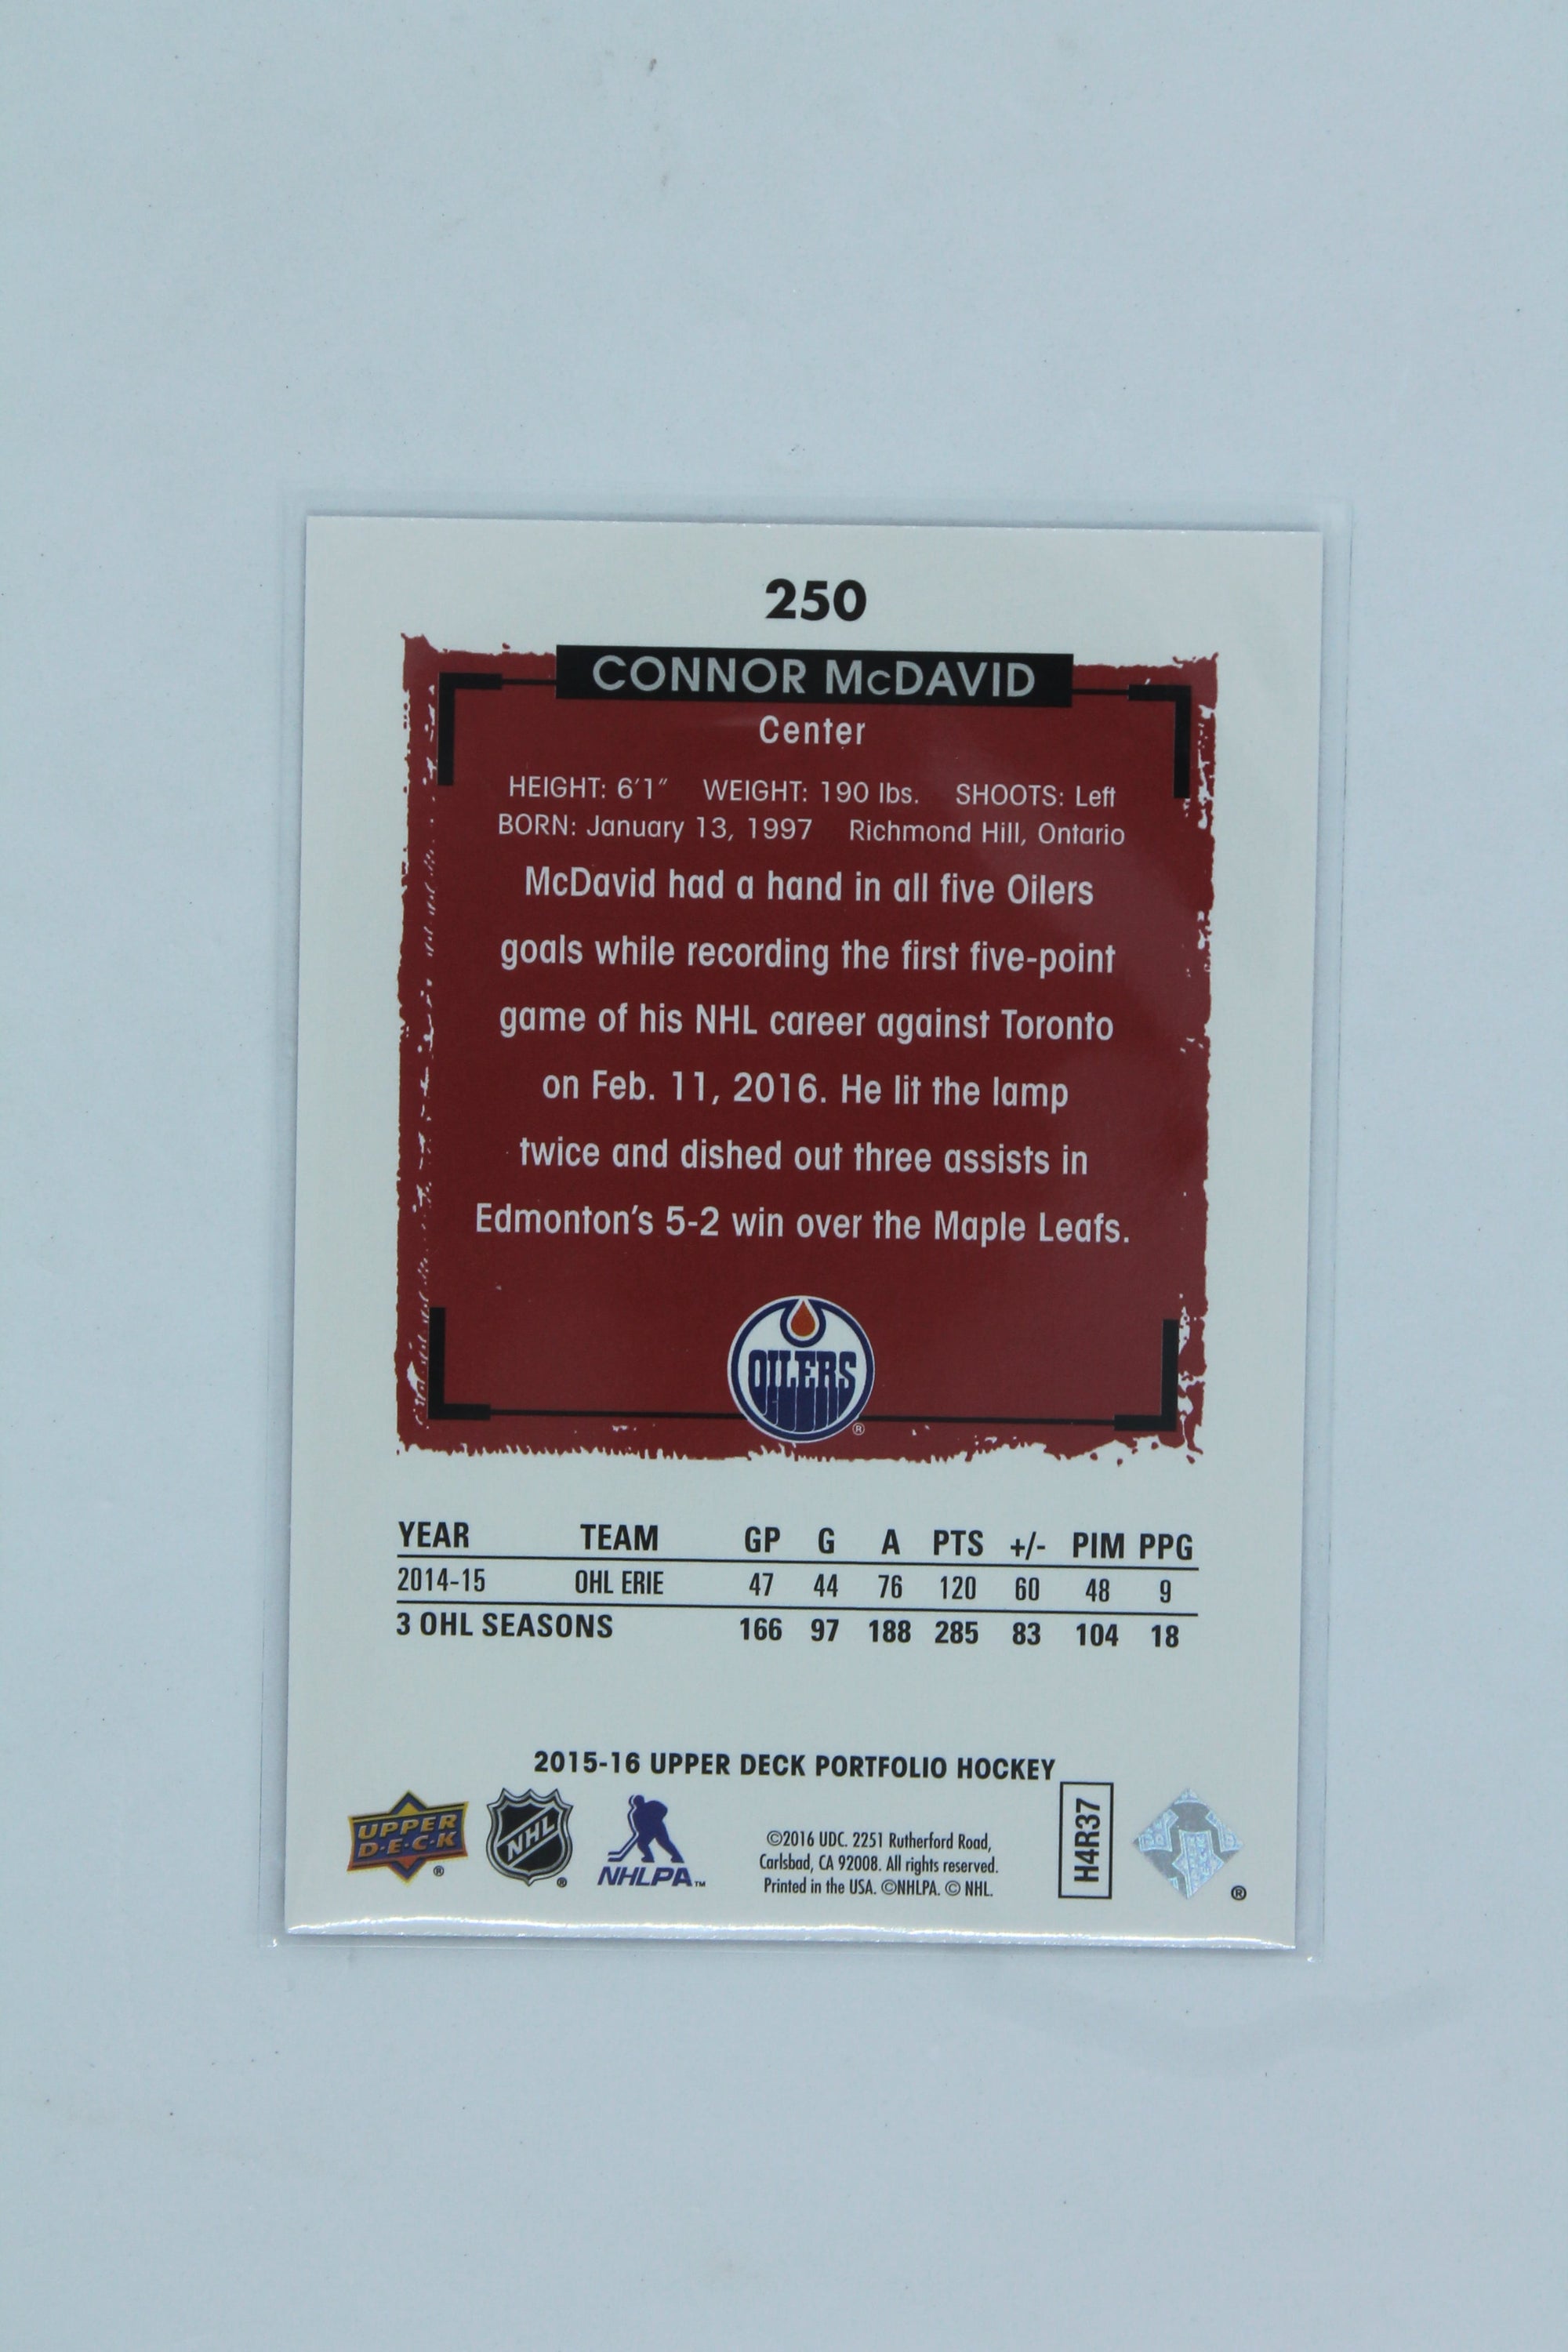 250
CONNOR McDAVID
Center
HEIGHT: 6'1" WEIGHT: 190 lbs. SHOOTS: Left
BORN: January 13, 1997 Richmond Hill, Ontario
McDavid had a hand in all five Oilers
goals while recording the first five-point
game of his NHL career against Toronto
on Feb. 11, 2016. He lit the lamp
twice and dished out three assists in
Edmonton's 5-2 win over the Maple Leafs.
OILERS ®
YEAR TEAM GP G A PTS +/- PIM PPG
2014-15 OHL ERIE 47 44 76 120 60 48 9
3 OHL SEASONS 166 97 188 285 83 104 18
2015-16 UPPER DECK PORTFOLIO HOCKEY
UPPER
D·E·C·K ®
NHL ®
NHLPA™
©2016 UDC. 2251 Rutherford Road,
Carlsbad, CA 92008. All rights reserved.
Printed in the USA. ©NHLPA. © NHL.
H4R37
®